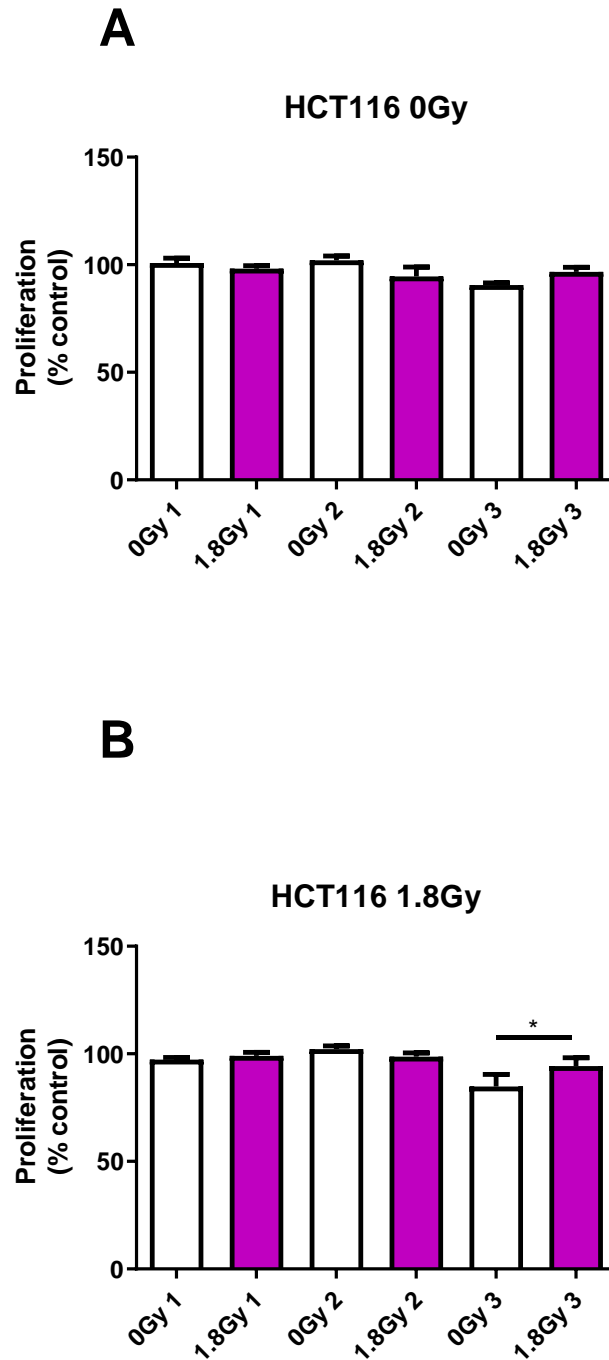 A
HCT116 0Gy
150
100
50
0
Proliferation
(% control)
0Gy 1
1.8Gy 1
0Gy 2
1.8Gy 2
0Gy 3
1.8Gy 3
B
HCT116 1.8Gy
150
100
50
0
Proliferation
(% control)
*
0Gy 1
1.8Gy 1
0Gy 2
1.8Gy 2
0Gy 3
1.8Gy 3